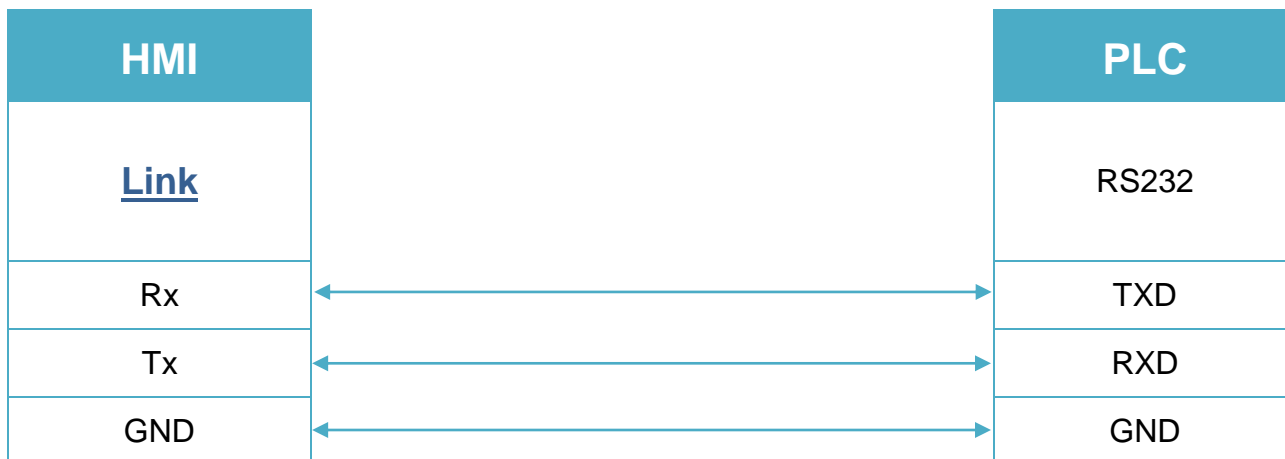 HMI PLC
Link RS232
Rx TXD
Tx RXD
GND GND